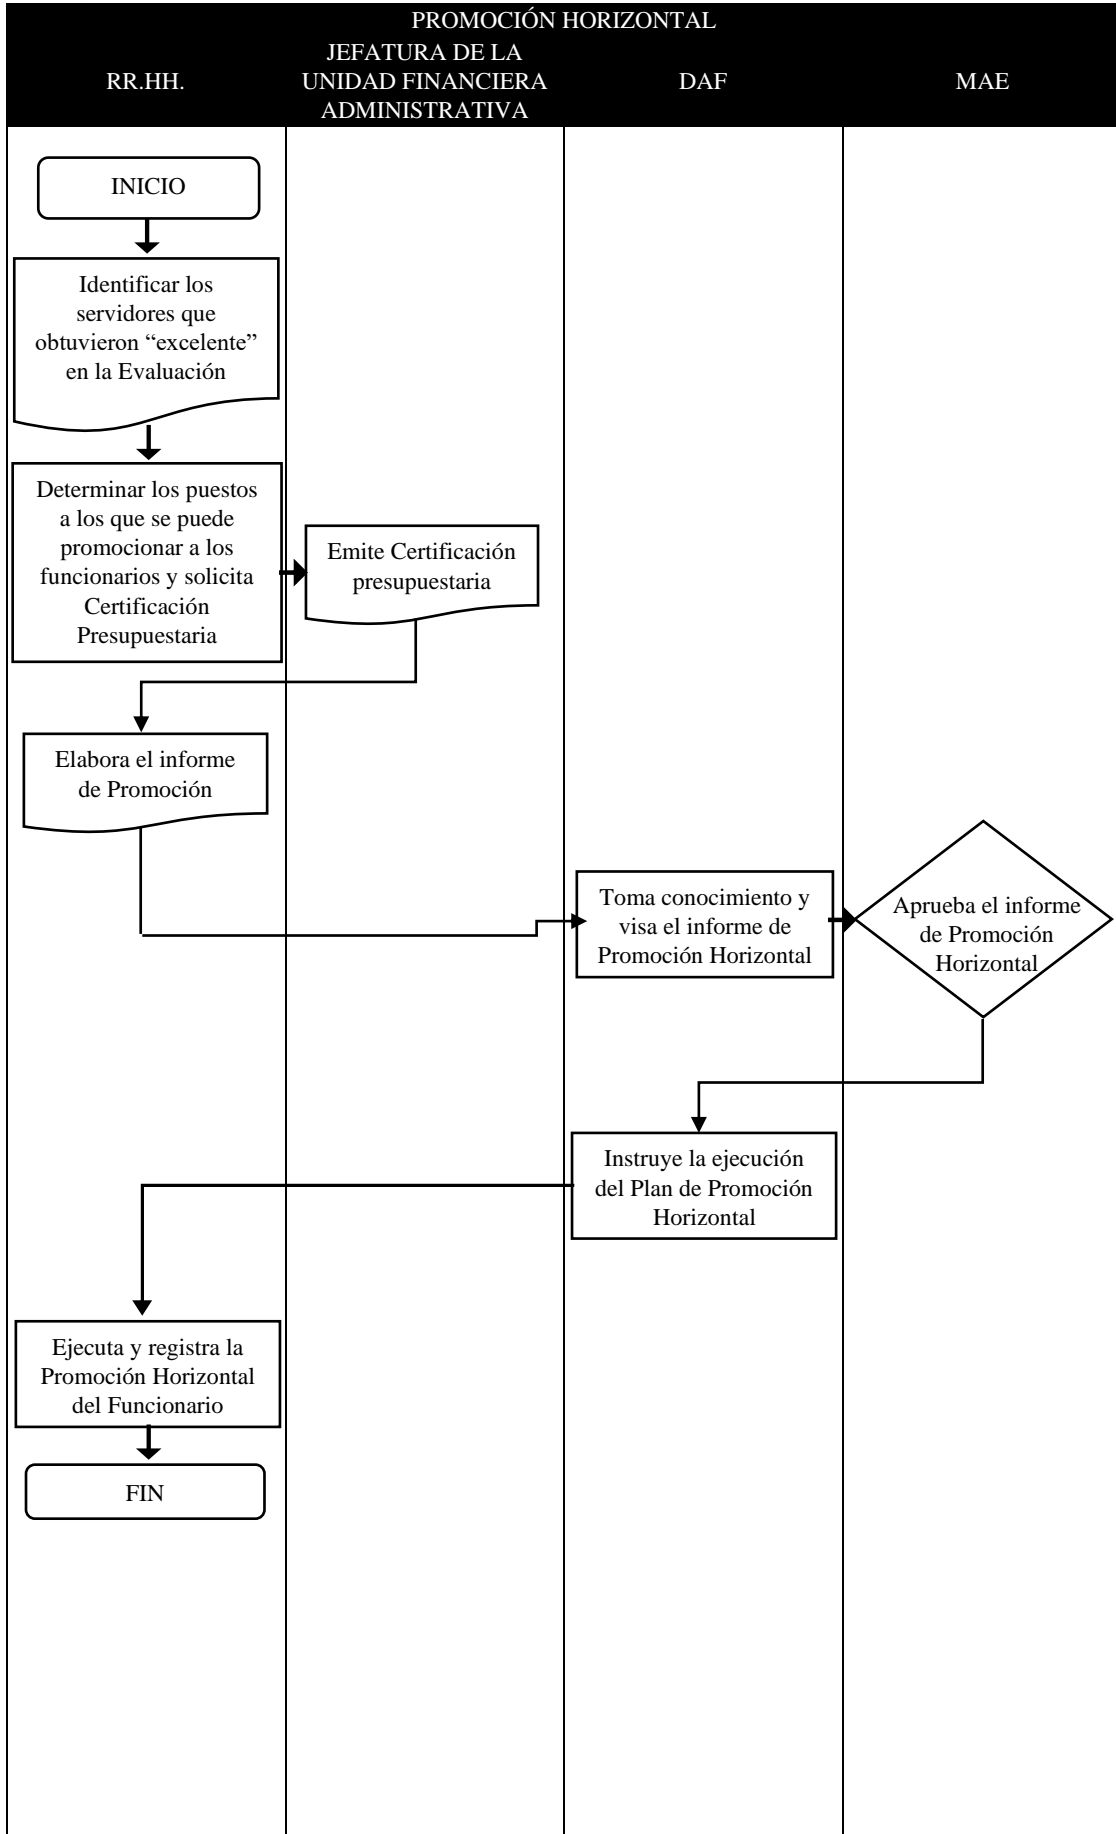 PROMOCIÓN HORIZONTAL
RR.HH.
JEFATURA DE LA
UNIDAD FINANCIERA
ADMINISTRATIVA
DAF
MAE
INICIO
Identificar los
servidores que
obtuvieron “excelente”
en la Evaluación
Determinar los puestos
a los que se puede
promocionar a los
funcionarios y solicita
Certificación
Presupuestaria
Emite Certificación
presupuestaria
Elabora el informe
de Promoción
Toma conocimiento y
visa el informe de
Promoción Horizontal
Aprueba el informe
de Promoción
Horizontal
Instruye la ejecución
del Plan de Promoción
Horizontal
Ejecuta y registra la
Promoción Horizontal
del Funcionario
FIN